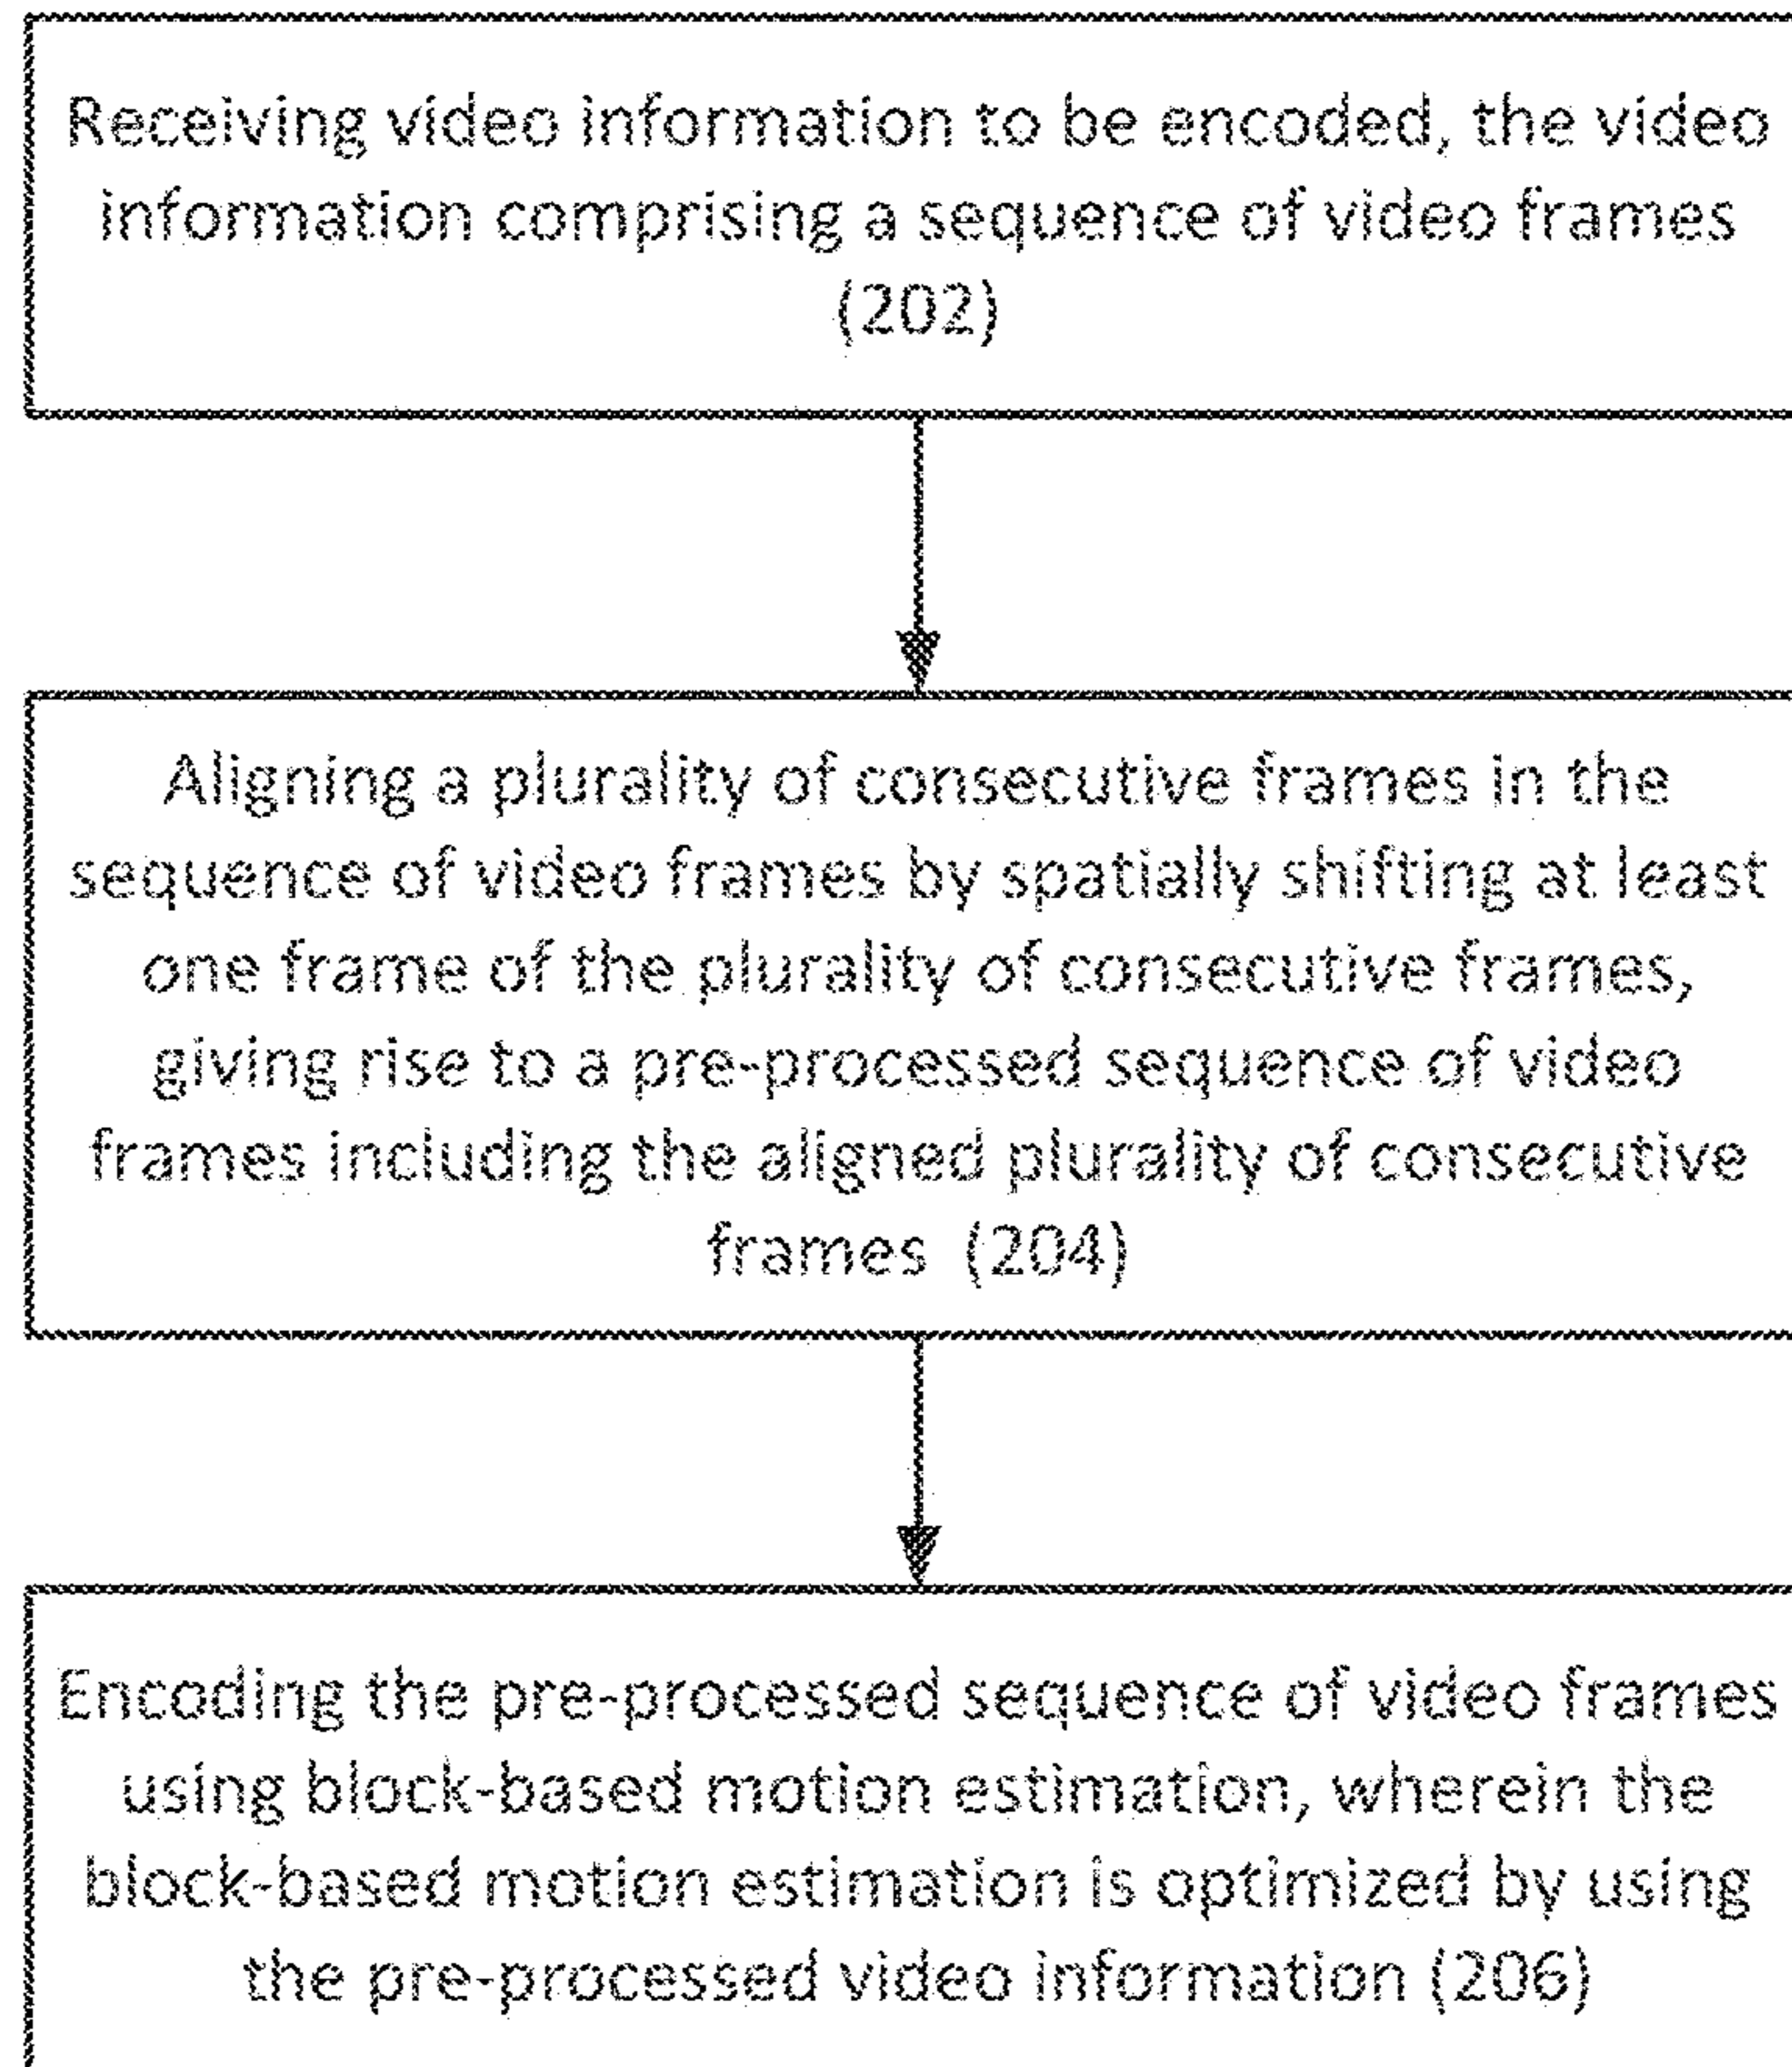 Receiving video information to be encoded, the video
information comprising a sequence of video frames
(202)
Aligning a plurality of consecutive frames in the
sequence of video frames by spatially shifting at least
one frame of the plurality of consecutive frames,
giving rise to a pre-processed sequence of video
frames including the aligned plurality of consecutive
frames (204)
Encoding the pre-processed sequence of video frames
using block-based motion estimation, wherein the
block-based motion estimation is optimized by using
the pre-processed video information (206)